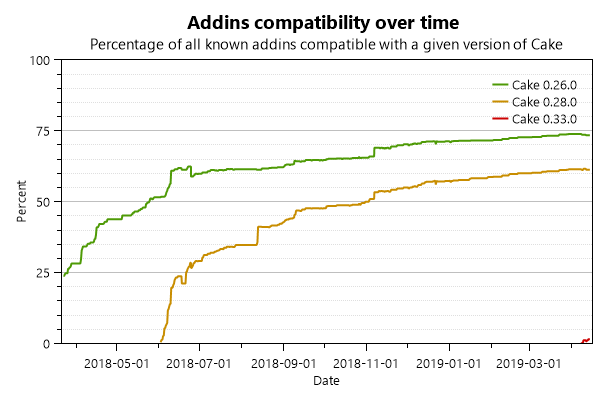 Addins compatibility over time
Percentage of all known addins compatible with a given version of Cake
100
Cake 0.26.0
Cake 0.28.0
Cake 0.33.0
75
50
25
0
Percent
2018-05-01 2018-07-01 2018-09-01 2018-11-01 2019-01-01 2019-03-01
Date